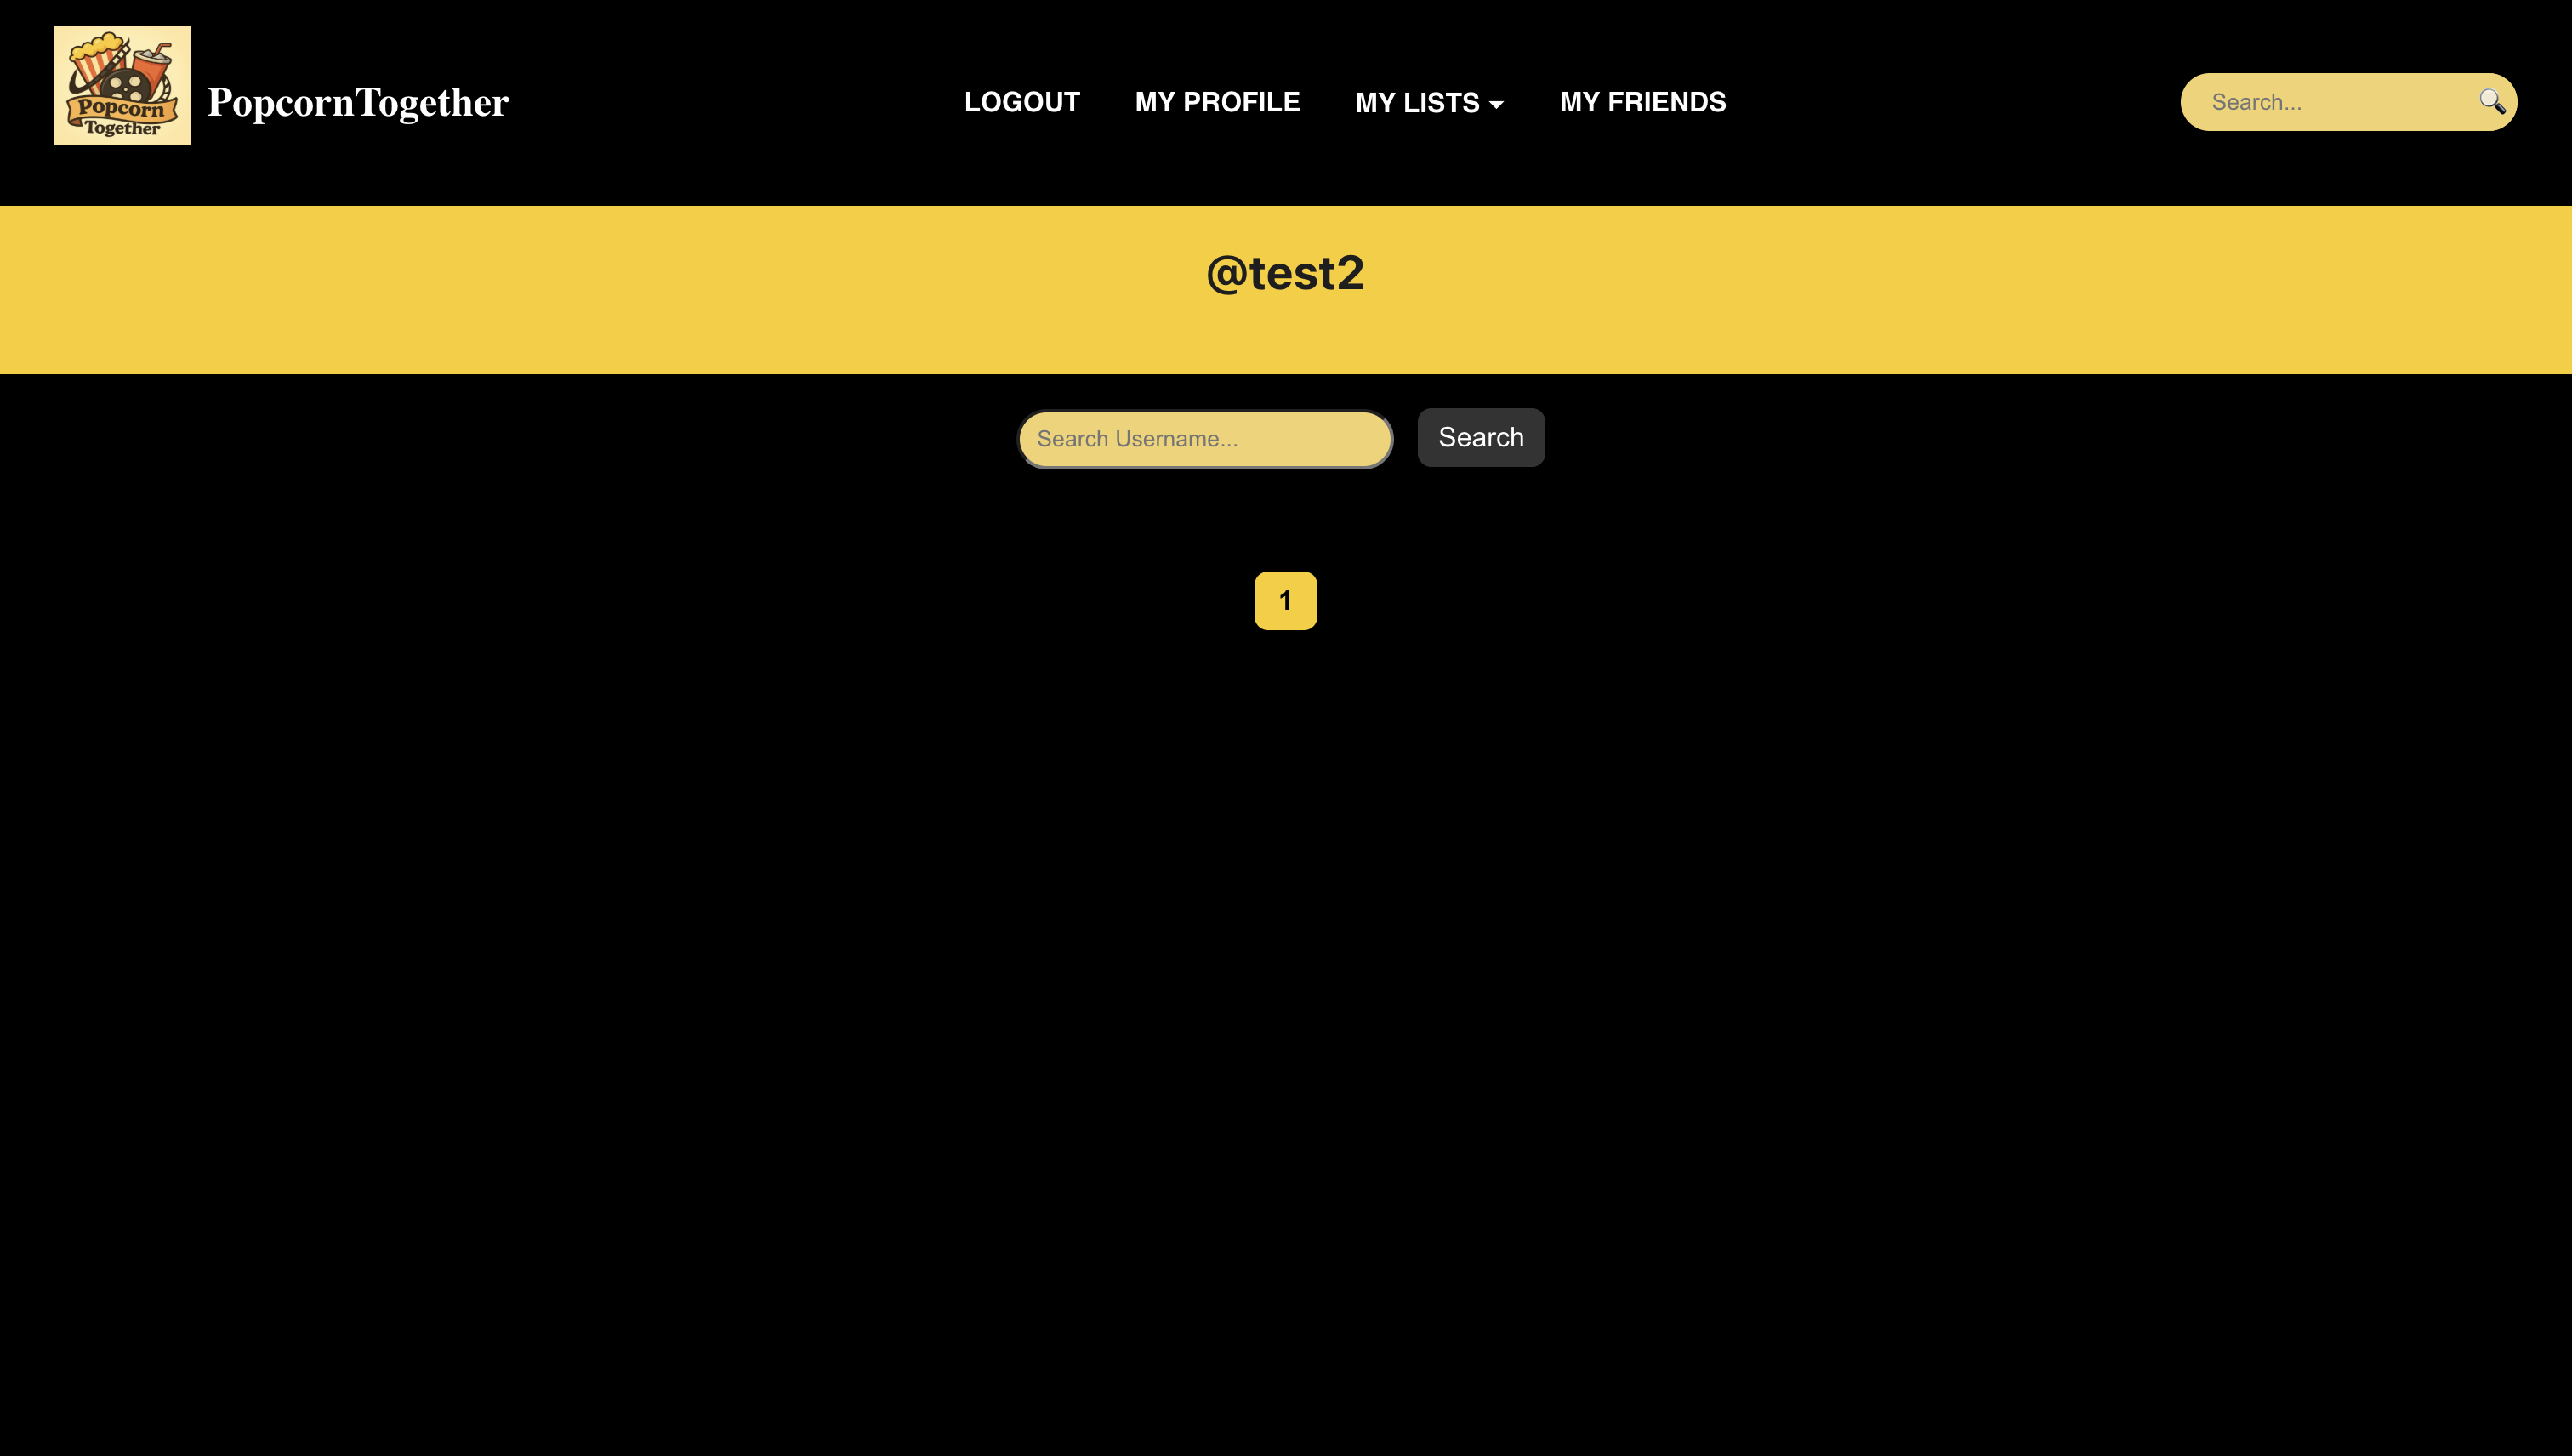 Popcorn
Together
PopcornTogether
LOGOUT MY PROFILE MY LISTS MY FRIENDS
Search...
@test2
Search Username...
Search
1